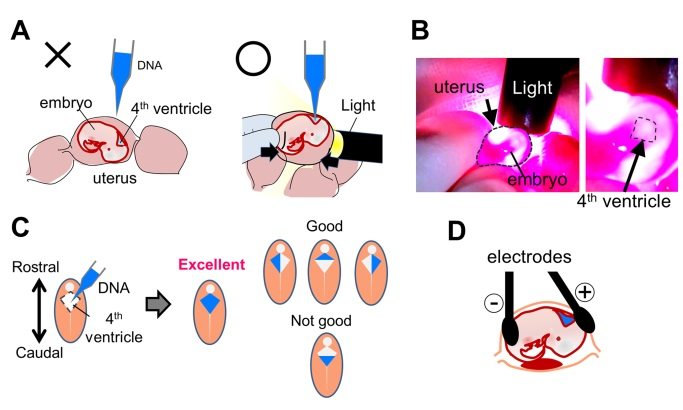 A
DNA
embryo
4th ventricle
uterus
Light
B
uterus
Light
embryo
4th ventricle
C
Rostral
DNA
4th
ventricle
Caudal
Excellent
Good
Not good
D
electrodes
-
+